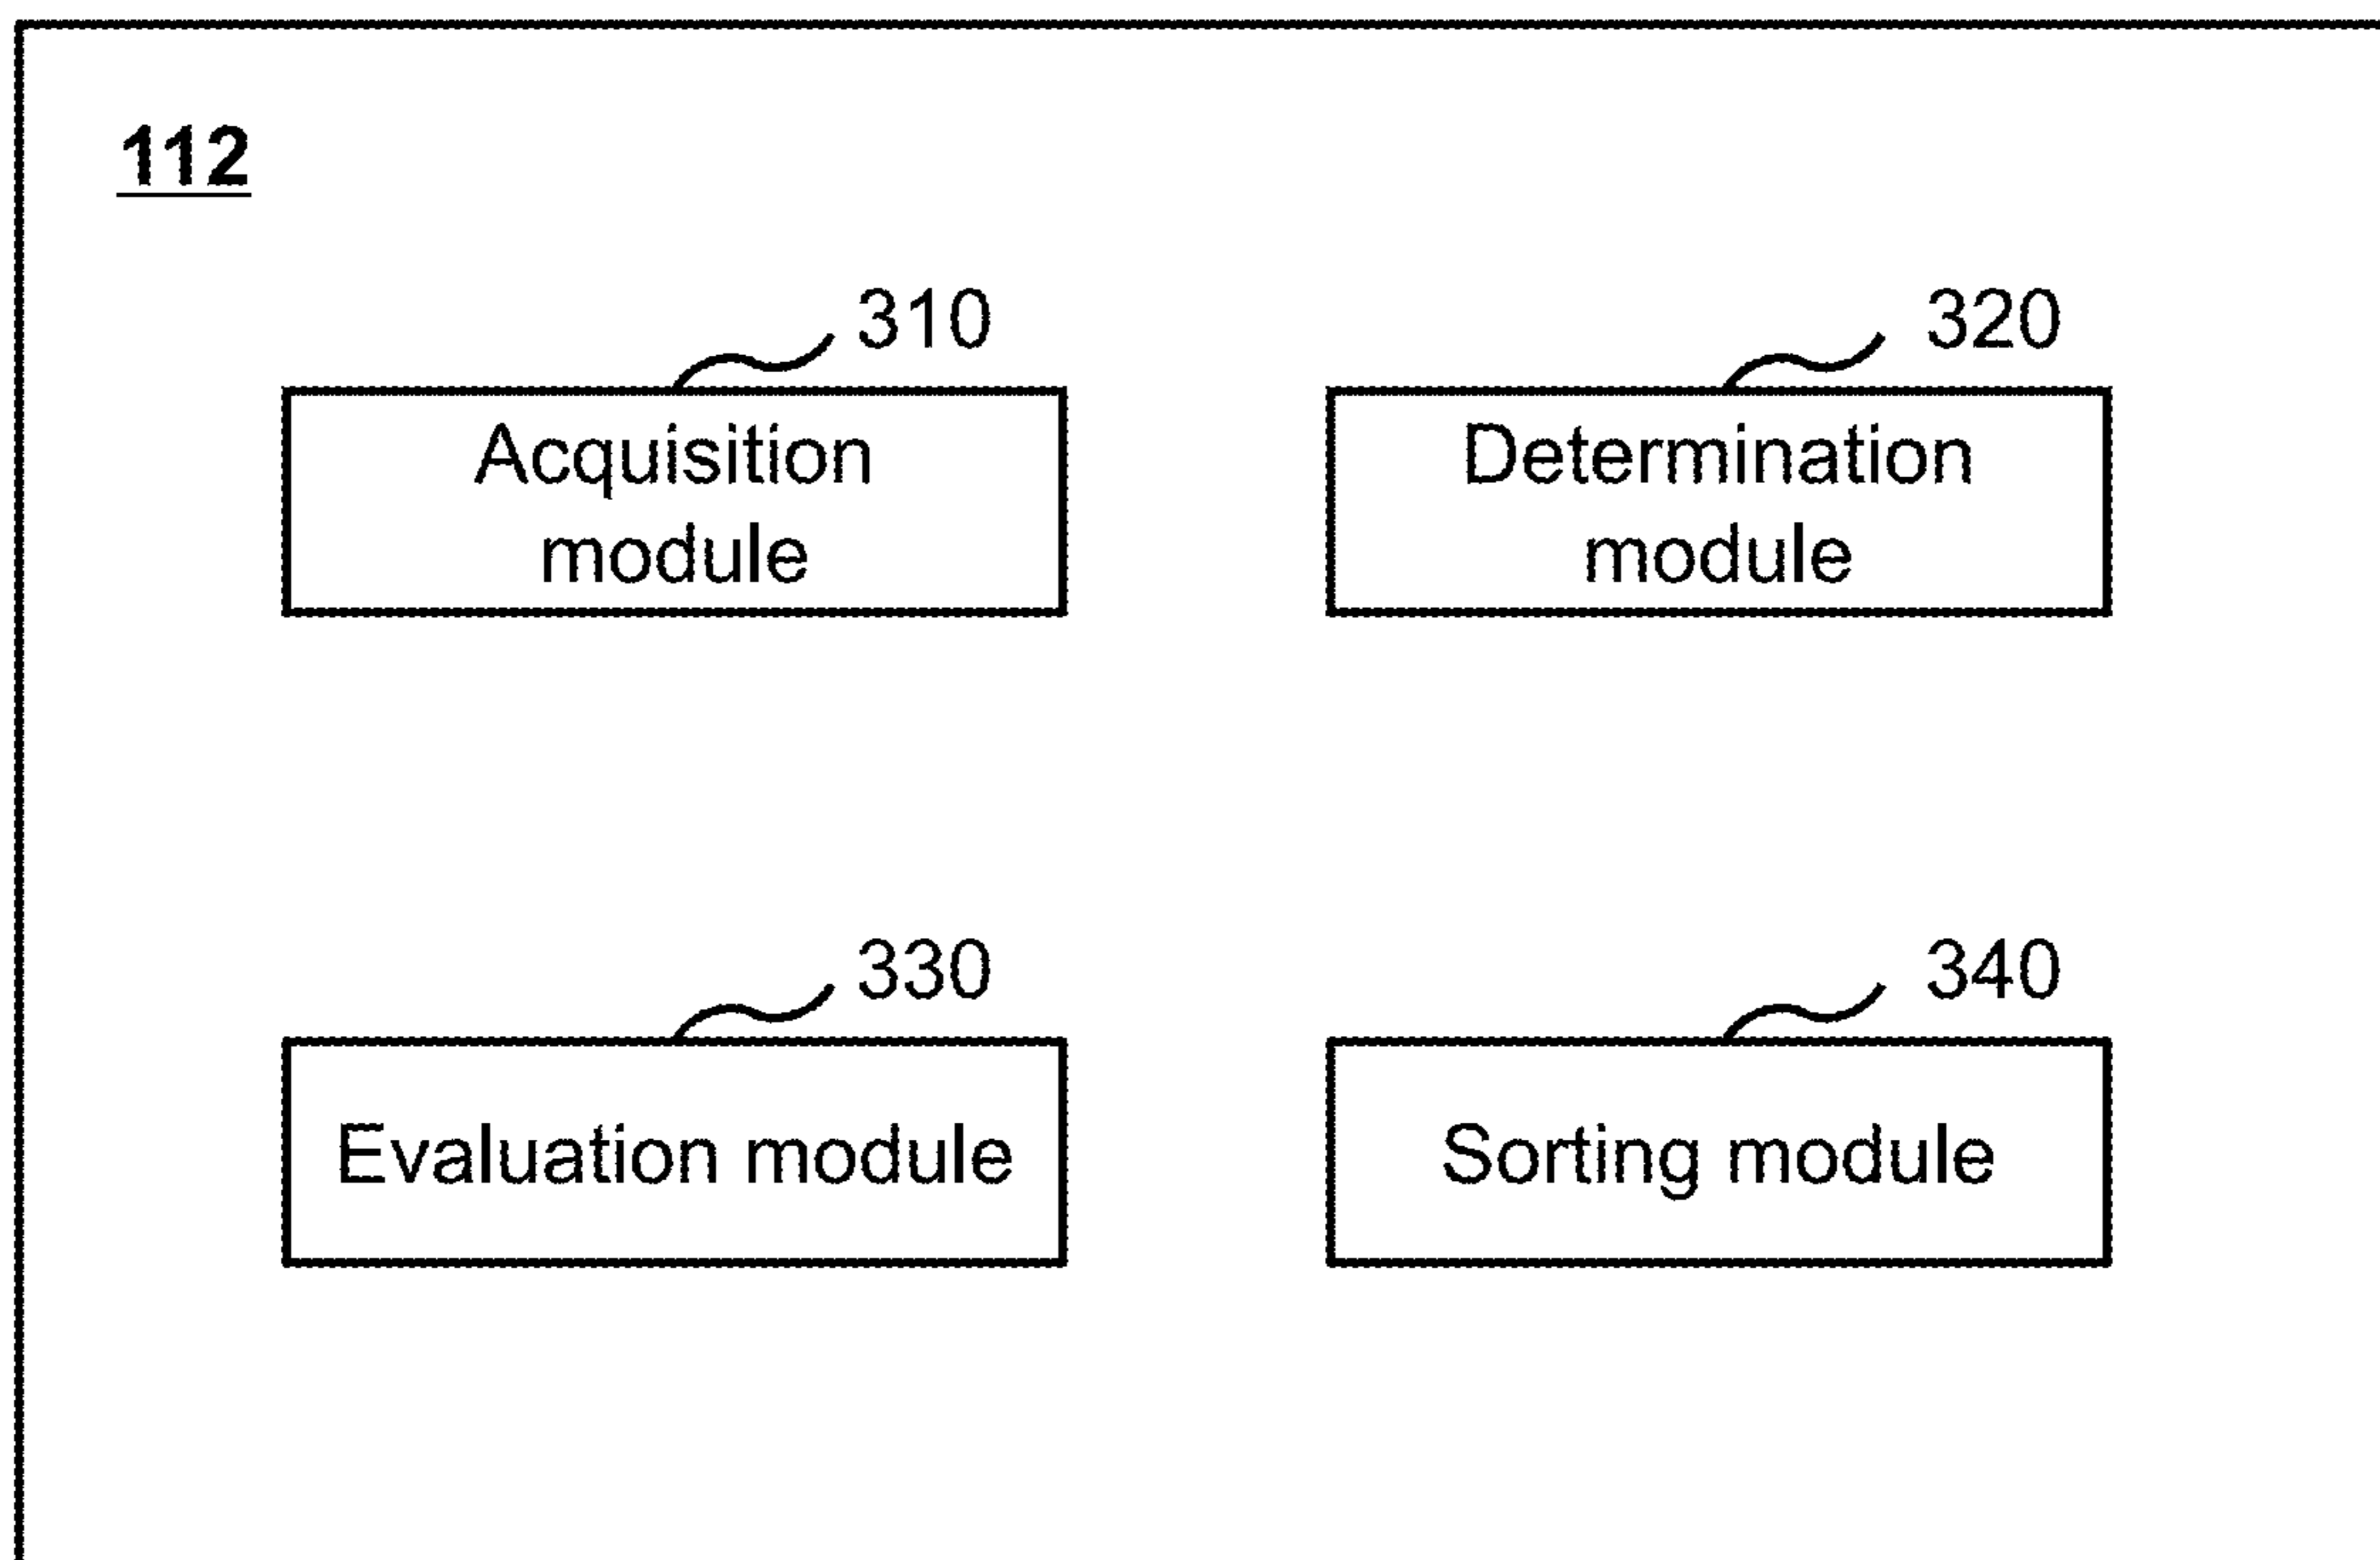 112
310
320
Acquisition
module
Determination
module
330
340
Evaluation module
Sorting module